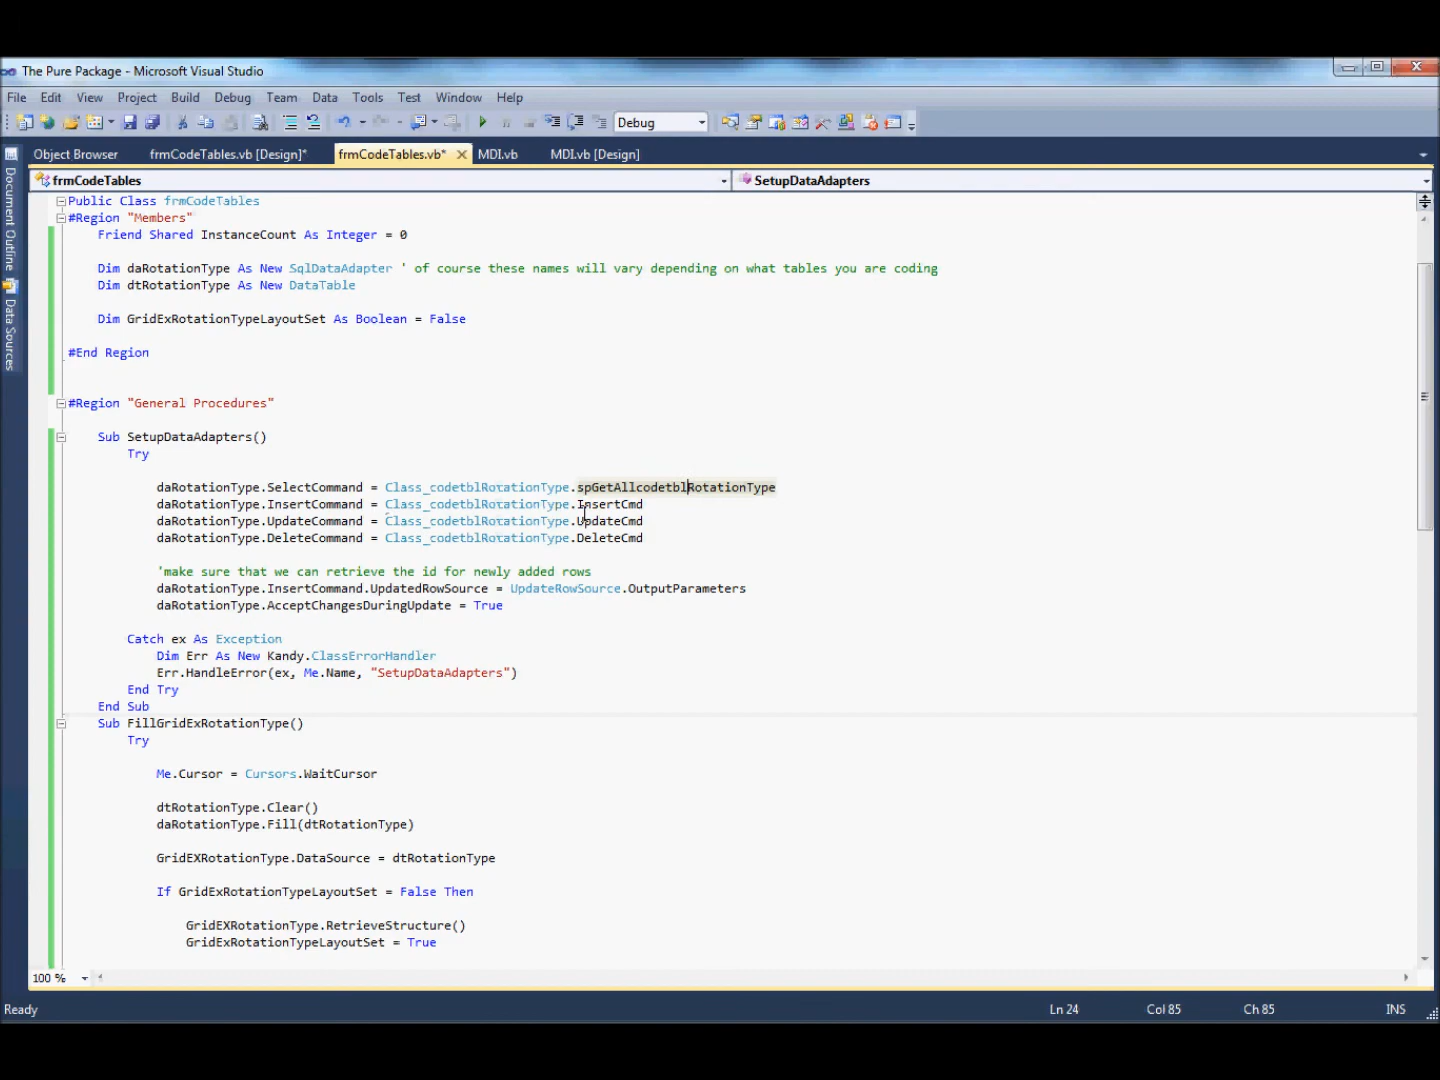 The Pure Package - Microsoft Visual Studio
File Edit View Project Build Debug Team Data Tools Test Window Help
Debug
Object Browser frmCodeTables.vb [Design]* frmCodeTables.vb* MDI.vb MDI.vb [Design]
frmCodeTables SetupDataAdapters
Document Outline
Data Sources
Public Class frmCodeTables
#Region "Members"
Friend Shared InstanceCount As Integer = 0
Dim daRotationType As New SqlDataAdapter ' of course these names will vary depending on what tables you are coding
Dim dtRotationType As New DataTable
Dim GridExRotationTypeLayoutSet As Boolean = False
#End Region
#Region "General Procedures"
Sub SetupDataAdapters()
Try
daRotationType.SelectCommand = Class_codetblRotationType.spGetAllcodetblRotationType
daRotationType.InsertCommand = Class_codetblRotationType.InsertCmd
daRotationType.UpdateCommand = Class_codetblRotationType.UpdateCmd
daRotationType.DeleteCommand = Class_codetblRotationType.DeleteCmd
'make sure that we can retrieve the id for newly added rows
daRotationType.InsertCommand.UpdatedRowSource = UpdateRowSource.OutputParameters
daRotationType.AcceptChangesDuringUpdate = True
Catch ex As Exception
Dim Err As New Kandy.ClassErrorHandler
Err.HandleError(ex, Me.Name, "SetupDataAdapters")
End Try
End Sub
Sub FillGridExRotationType()
Try
Me.Cursor = Cursors.WaitCursor
dtRotationType.Clear()
daRotationType.Fill(dtRotationType)
GridEXRotationType.DataSource = dtRotationType
If GridExRotationTypeLayoutSet = False Then
GridEXRotationType.RetrieveStructure()
GridExRotationTypeLayoutSet = True
100 %
Ready Ln 24 Col 85 Ch 85 INS